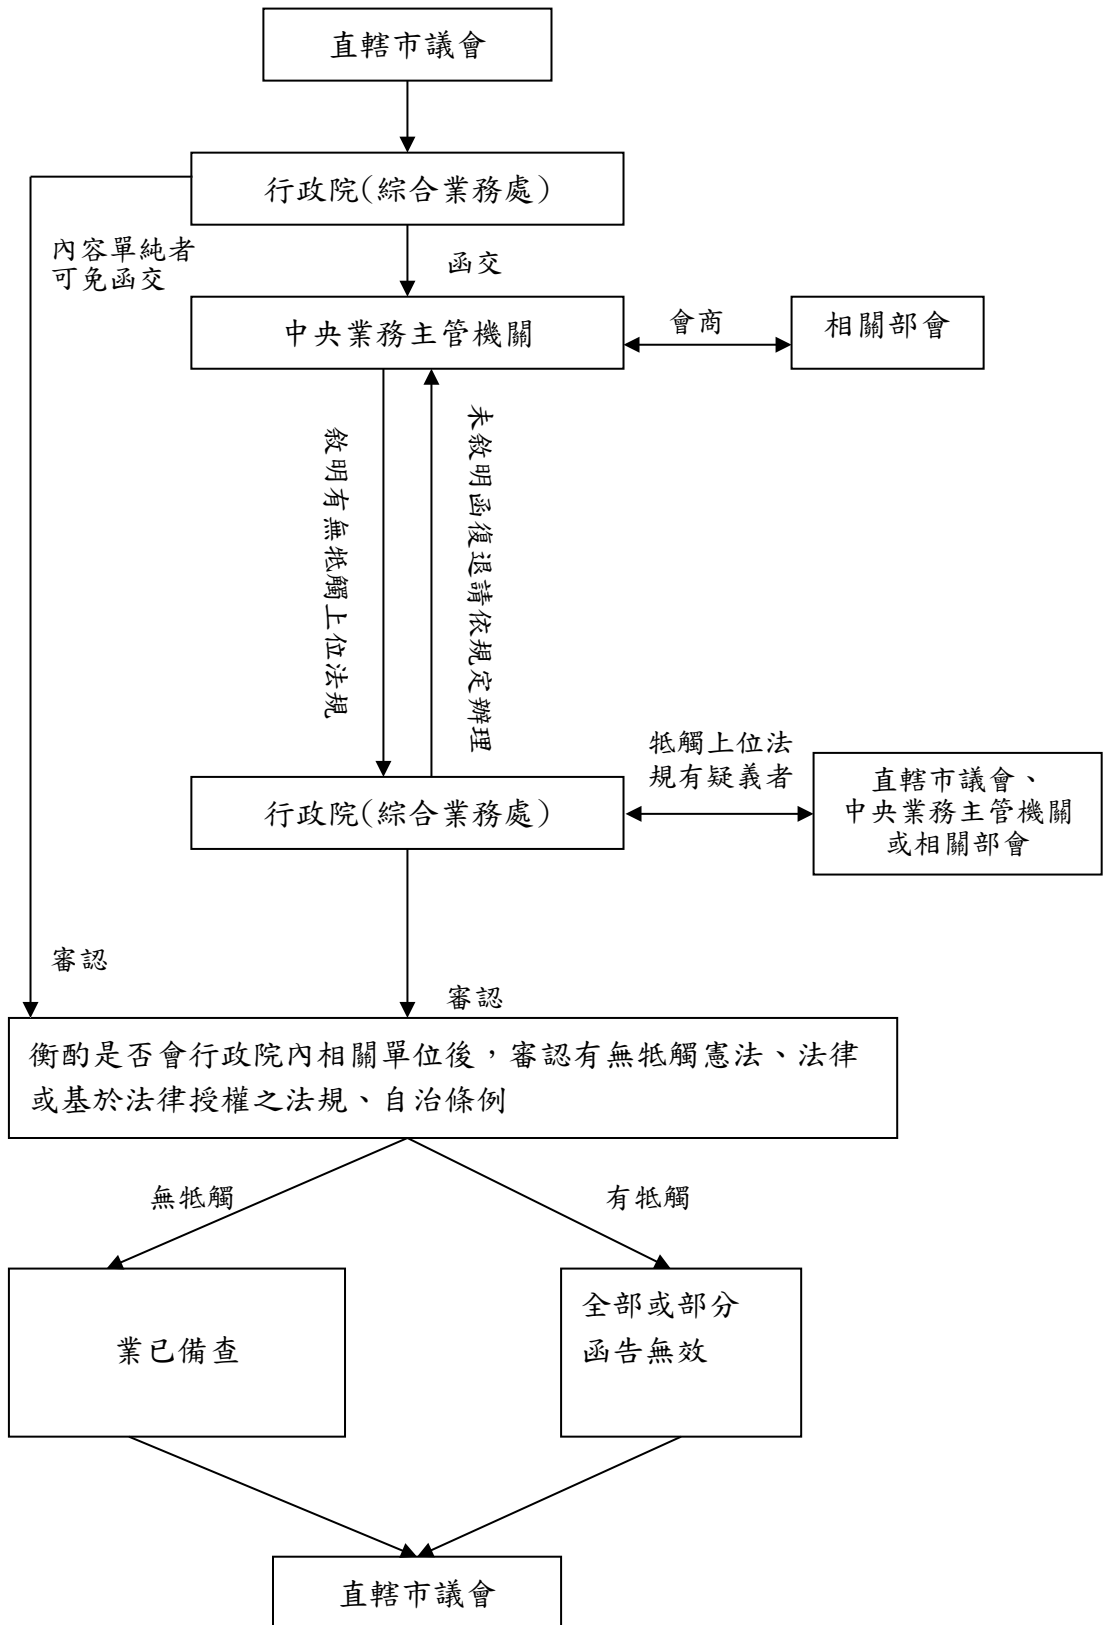 直轄市議會
行政院(綜合業務處)
內容單純者
可免函交
函交
中央業務主管機關
會商
相關部會
敘明有無牴觸上位法規
未敘明函復退請依規定辦理
行政院(綜合業務處)
牴觸上位法
規有疑義者
直轄市議會、
中央業務主管機關
或相關部會
審認
審認
衡酌是否會行政院內相關單位後，審認有無牴觸憲法、法律
或基於法律授權之法規、自治條例
無牴觸
有牴觸
業已備查
全部或部分
函告無效
直轄市議會